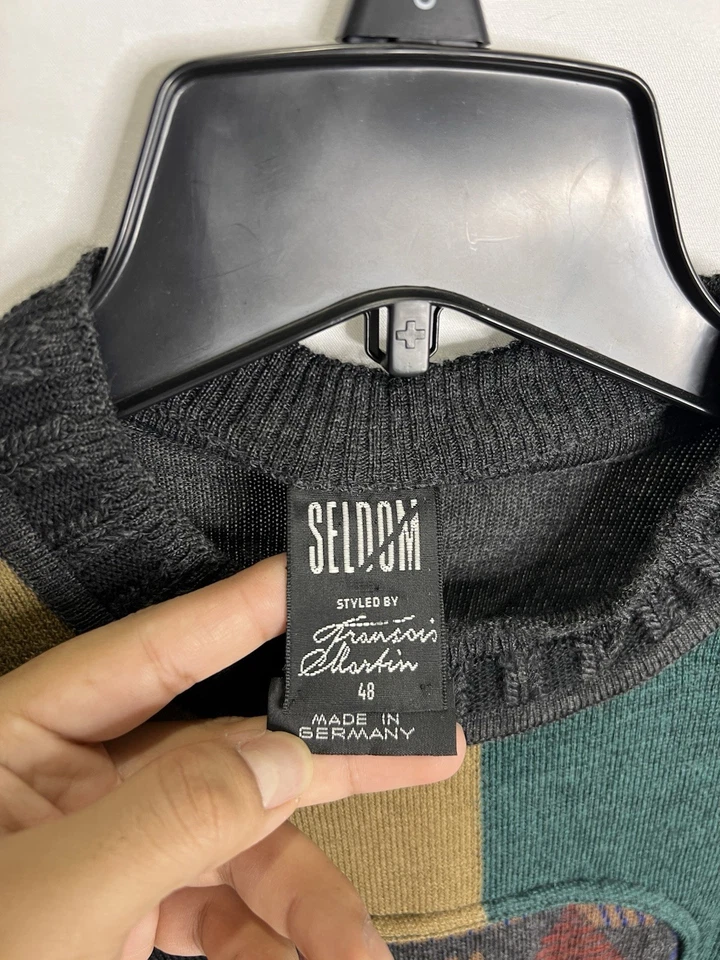 SELDOM
STYLED BY
François
Martin
48
MADE IN
GERMANY